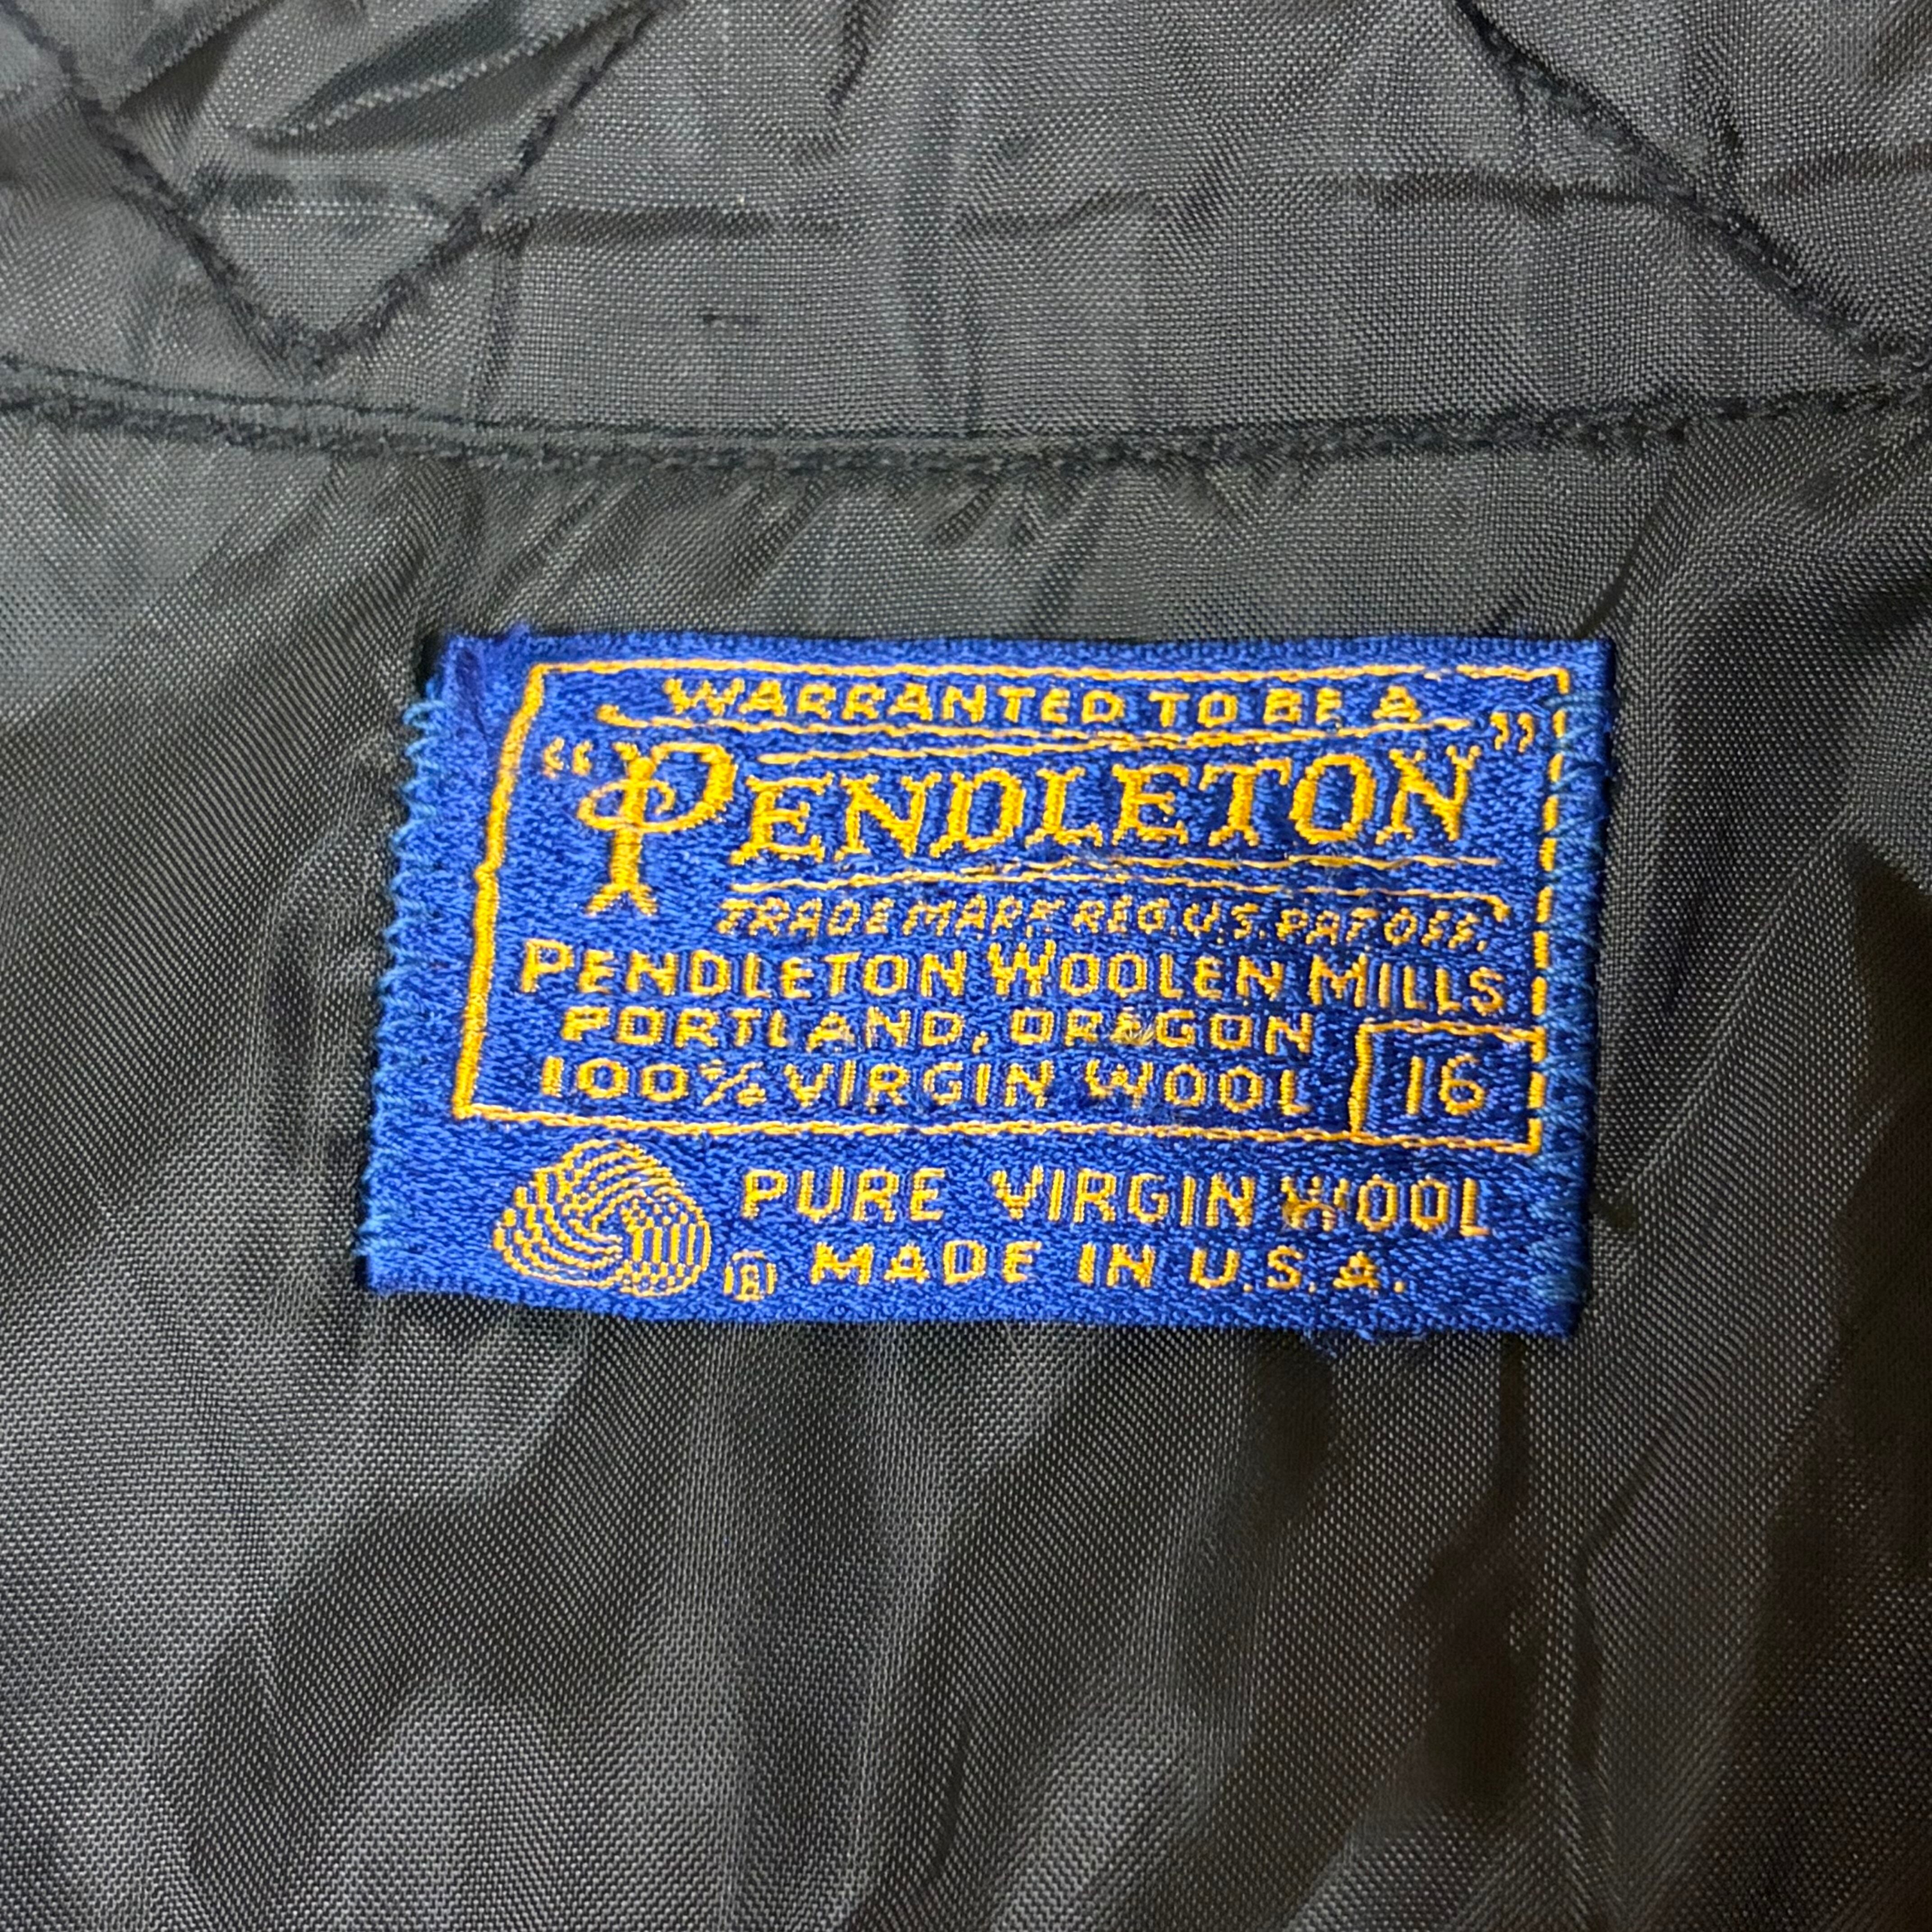 WARRANTED TO BE A
"PENDLETON"
TRADE MARK REG. U.S. PAT OFF.
PENDLETON WOOLEN MILLS
PORTLAND, OREGON
100% VIRGIN WOOL 16
PURE VIRGIN WOOL
® MADE IN U.S.A.